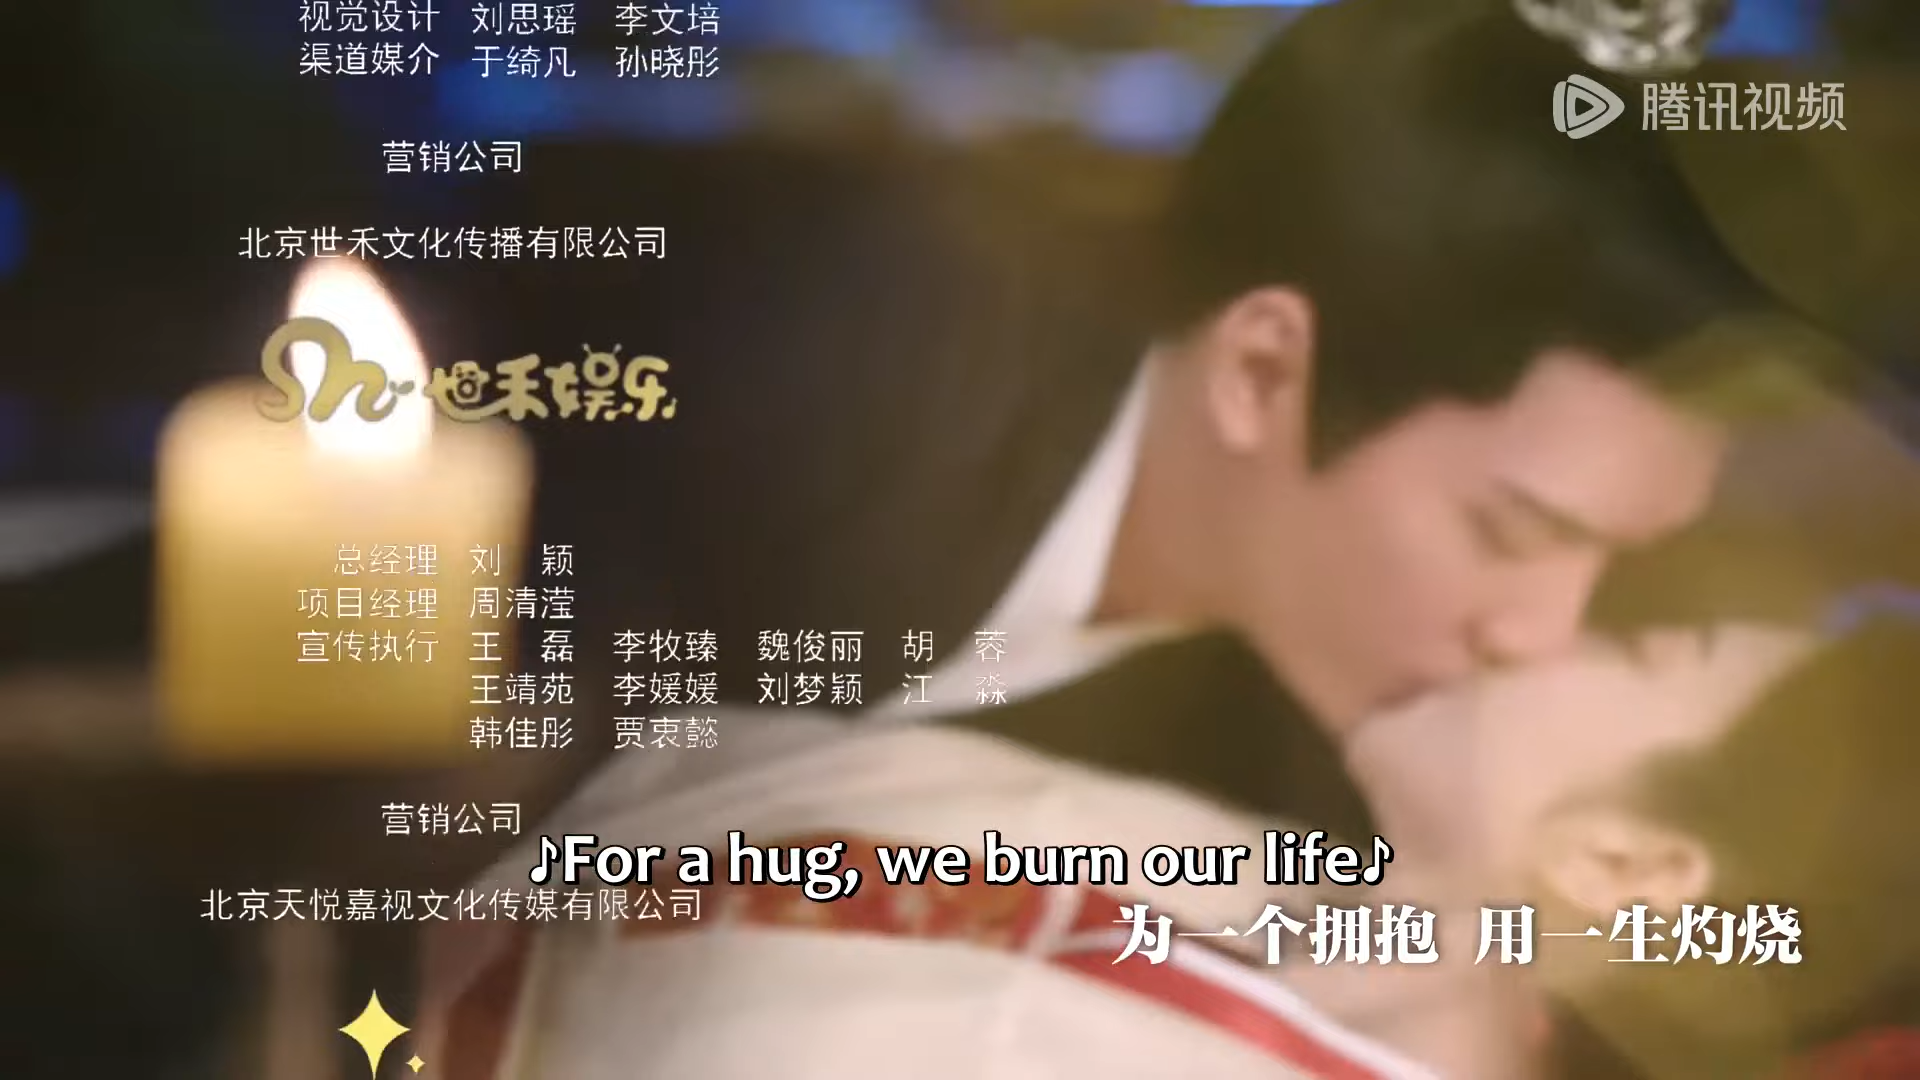 视觉设计 刘思瑶 李文培
渠道媒介 于绮凡 孙晓彤
腾讯视频
营销公司
北京世禾文化传播有限公司
世禾娱乐
总经理 刘 颖
项目经理 周清滢
宣传执行 王 磊 李牧臻 魏俊丽 胡 蓉
王靖苑 李媛媛 刘梦颖 江 淼
韩佳彤 贾衷懿
营销公司
♪For a hug, we burn our life♪
北京天悦嘉视文化传媒有限公司
为一个拥抱 用一生灼烧